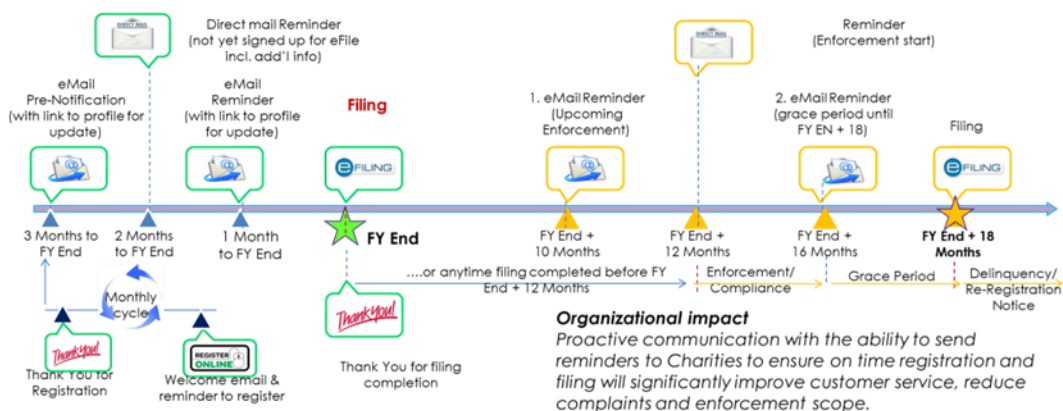 Direct mail Reminder
(not yet signed up for eFile
incl. add'l info)
Reminder
(Enforcement start)
DIRECT MAIL
DIRECT MAIL
eMail
Pre-Notification
(with link to profile for
update)
eMail
Reminder
(with link to profile
for update)
Filing
1. eMail Reminder
(Upcoming
Enforcement)
2. eMail Reminder
(grace period until
FY EN + 18)
Filing
eFILING
eFILING
3 Months to
FY End
2 Months
to FY End
1 Month
to FY End
FY End
FY End +
10 Months
FY End +
12 Months
FY End +
16 Months
FY End + 18
Months
….or anytime filing completed before FY
End + 12 Months
Enforcement/
Compliance
Grace Period
Delinquency/
Re-Registration
Notice
Monthly
cycle
Thank you!
REGISTER
ONLINE
Thank you!
Thank You for
Registration
Welcome email &
reminder to register
Thank You for filing
completion
Organizational impact
Proactive communication with the ability to send
reminders to Charities to ensure on time registration and
filing will significantly improve customer service, reduce
complaints and enforcement scope.